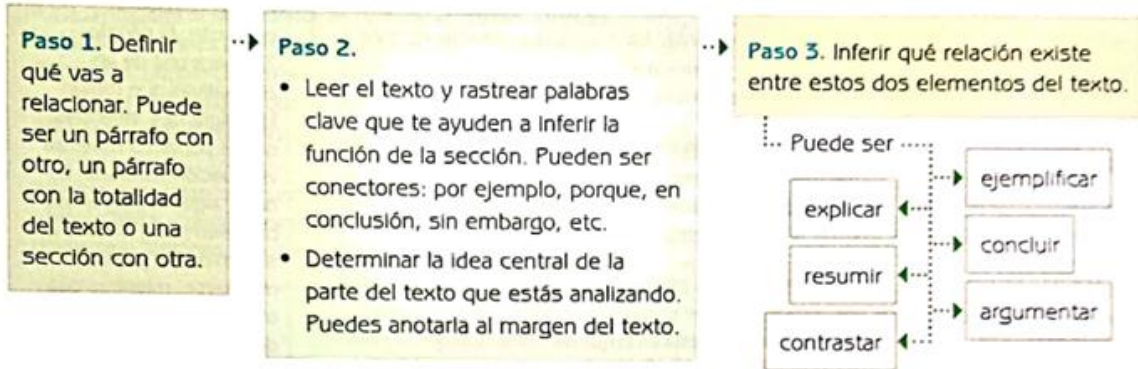 Paso 1. Definir
qué vas a
relacionar. Puede
ser un párrafo con
otro, un párrafo
con la totalidad
del texto o una
sección con otra.
Paso 2.
• Leer el texto y rastrear palabras
clave que te ayuden a inferir la
función de la sección. Pueden ser
conectores: por ejemplo, porque, en
conclusión, sin embargo, etc.
• Determinar la idea central de la
parte del texto que estás analizando.
Puedes anotarla al margen del texto.
Paso 3. Inferir qué relación existe
entre estos dos elementos del texto.
Puede ser
explicar
resumir
contrastar
ejemplificar
concluir
argumentar